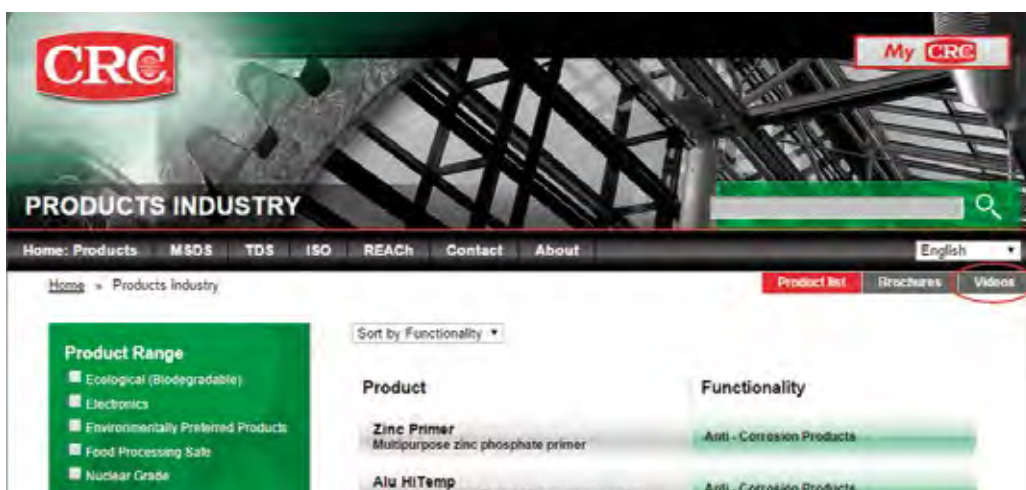 CRC
My CRC
PRODUCTS INDUSTRY
Home: Products MSDS TDS ISO REACh Contact About English
Home » Products Industry
Product list Brochures Videos
Sort by Functionality
Product Range
Ecological (Biodegradable)
Electronics
Environmentally Preferred Products
Food Processing Safe
Nuclear Grade
Product Functionality
Zinc Primer
Multipurpose zinc phosphate primer
Anti - Corrosion Products
Alu HiTemp
Anti - Corrosion Products